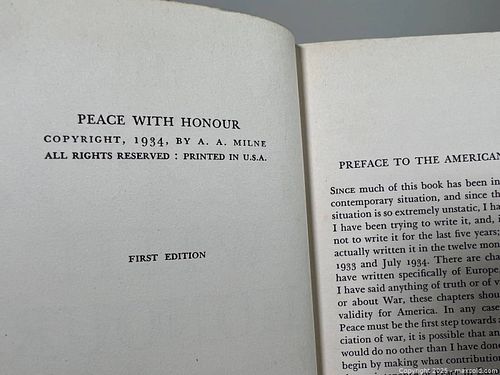 PEACE WITH HONOUR
COPYRIGHT, 1934, BY A. A. MILNE
ALL RIGHTS RESERVED : PRINTED IN U.S.A.
FIRST EDITION
PREFACE TO THE AMERICAN
SINCE much of this book has been in
contemporary situation, and since th
situation is so extremely unstatic, I ha
I have been trying to write it, and, i
not to write it for the last five years;
actually written it in the twelve mon
1933 and July 1934. There are cha
have written specifically of Europe
I have said anything of truth or of v
or about War, these chapters shou
validity for America. In any case
Peace must be the first step towards a
ciation of war, it is possible that an
would do no other than I have done
begin by making what contribution
Copyright 2025 - maxsold.com